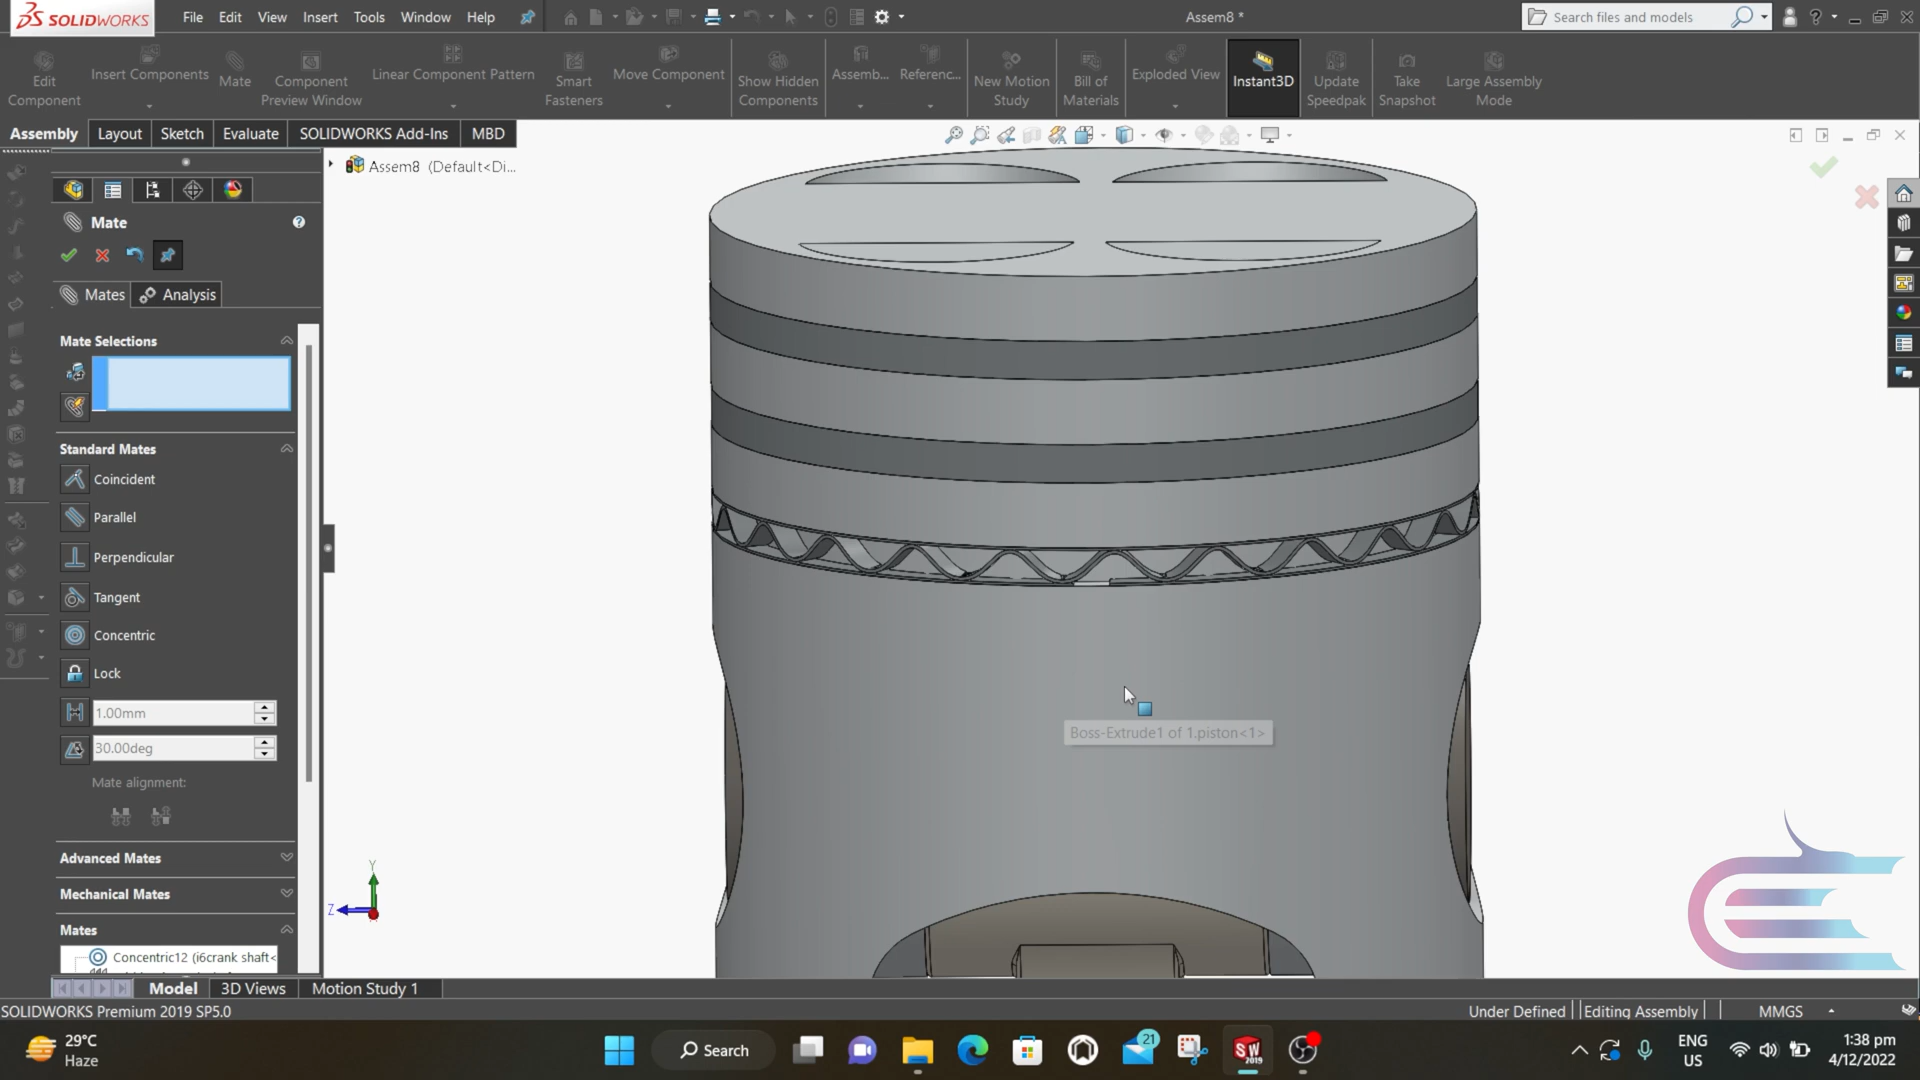 SOLIDWORKS File Edit View Insert Tools Window Help Assem8 * Search files and models
Edit Component Insert Components Mate Component Preview Window Linear Component Pattern Smart Fasteners Move Component Show Hidden Components Assemb... Referenc... New Motion Study Bill of Materials Exploded View Instant3D Update Speedpak Take Snapshot Large Assembly Mode
Assembly Layout Sketch Evaluate SOLIDWORKS Add-Ins MBD
Assem8 (Default<Di...
Mate
Mates Analysis
Mate Selections
Standard Mates
Coincident
Parallel
Perpendicular
Tangent
Concentric
Lock
1.00mm
30.00deg
Mate alignment:
Advanced Mates
Mechanical Mates
Mates
Concentric12 (i6crank shaft<
Boss-Extrude1 of 1.piston<1>
Y
Z
Model 3D Views Motion Study 1
SOLIDWORKS Premium 2019 SP5.0 Under Defined Editing Assembly MMGS
29°C
Haze
Search
21
SW
2019
ENG
US
1:38 pm
4/12/2022